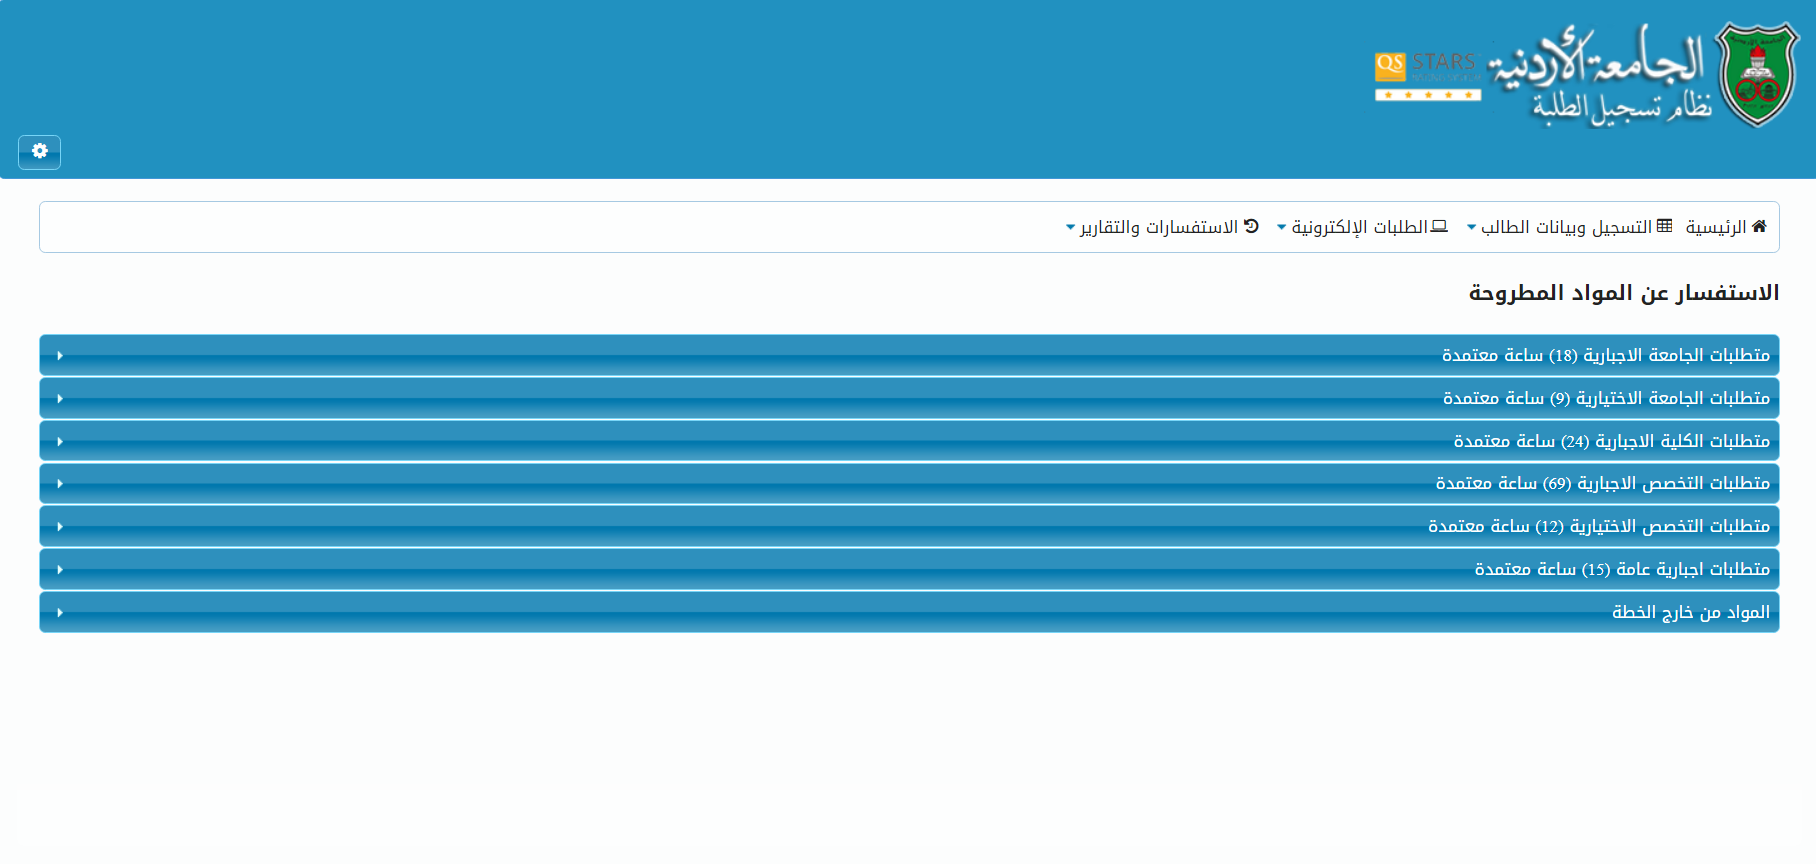 الجامعة الأردنية
نظام تسجيل الطلبة
QS STARS
الرئيسية التسجيل وبيانات الطالب الطلبات الإلكترونية الاستفسارات والتقارير
الاستفسار عن المواد المطروحة
متطلبات الجامعة الاجبارية (18) ساعة معتمدة
متطلبات الجامعة الاختيارية (9) ساعة معتمدة
متطلبات الكلية الاجبارية (24) ساعة معتمدة
متطلبات التخصص الاجبارية (69) ساعة معتمدة
متطلبات التخصص الاختيارية (12) ساعة معتمدة
متطلبات اجبارية عامة (15) ساعة معتمدة
المواد من خارج الخطة